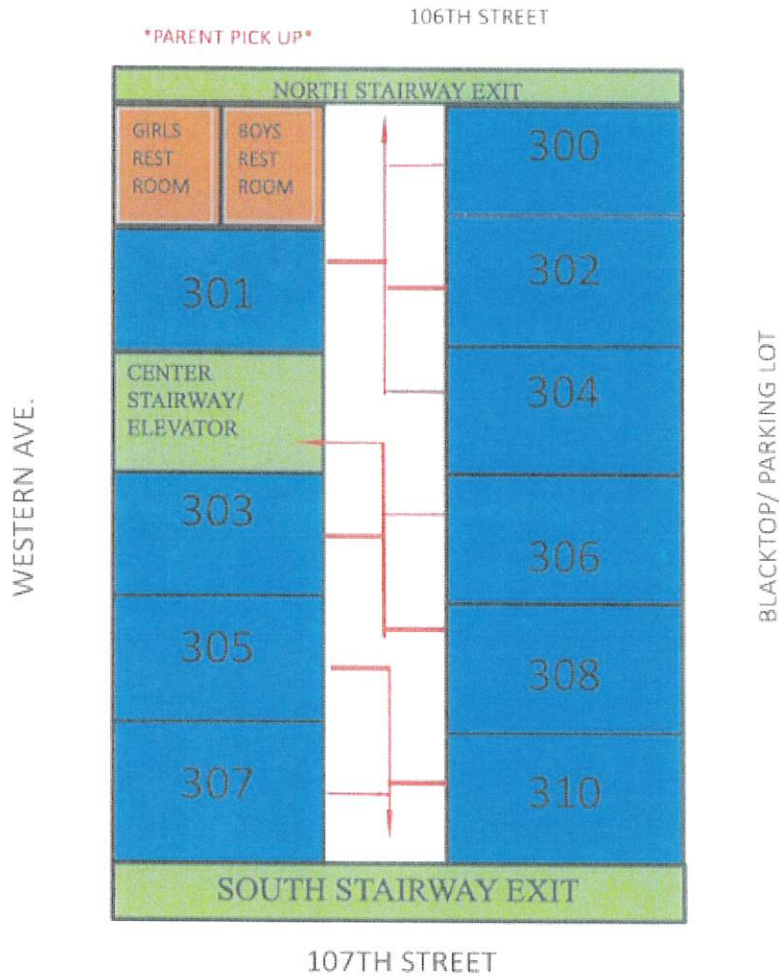 106TH STREET
*PARENT PICK UP*
NORTH STAIRWAY EXIT
GIRLS
REST
ROOM
BOYS
REST
ROOM
300
301
302
CENTER
STAIRWAY/
ELEVATOR
304
303
306
305
308
307
310
SOUTH STAIRWAY EXIT
107TH STREET
WESTERN AVE.
BLACKTOP/ PARKING LOT